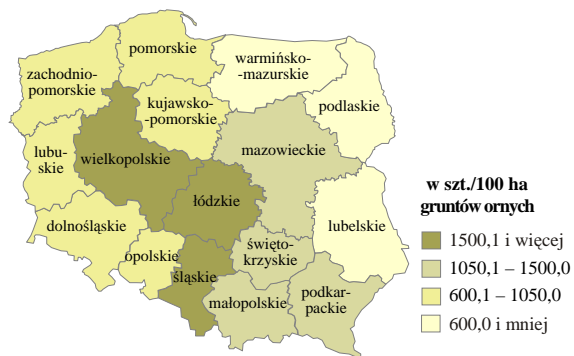 pomorskie
warmińsko-
-mazurskie
zachodnio-
pomorskie
podlaskie
kujawsko-
-pomorskie
mazowieckie
lubu-
skie
wielkopolskie
łódzkie
lubelskie
dolnośląskie
święto-
krzyskie
opolskie
śląskie
małopolskie
podkar-
packie
w szt./100 ha
gruntów ornych
1500,1 i więcej
1050,1 – 1500,0
600,1 – 1050,0
600,0 i mniej